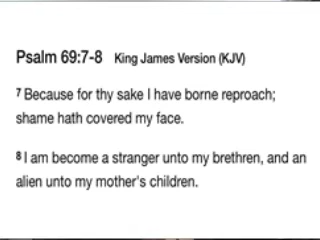 Psalm 69:7-8 King James Version (KJV)
7 Because for thy sake I have borne reproach;
shame hath covered my face.
8 I am become a stranger unto my brethren, and an
alien unto my mother's children.